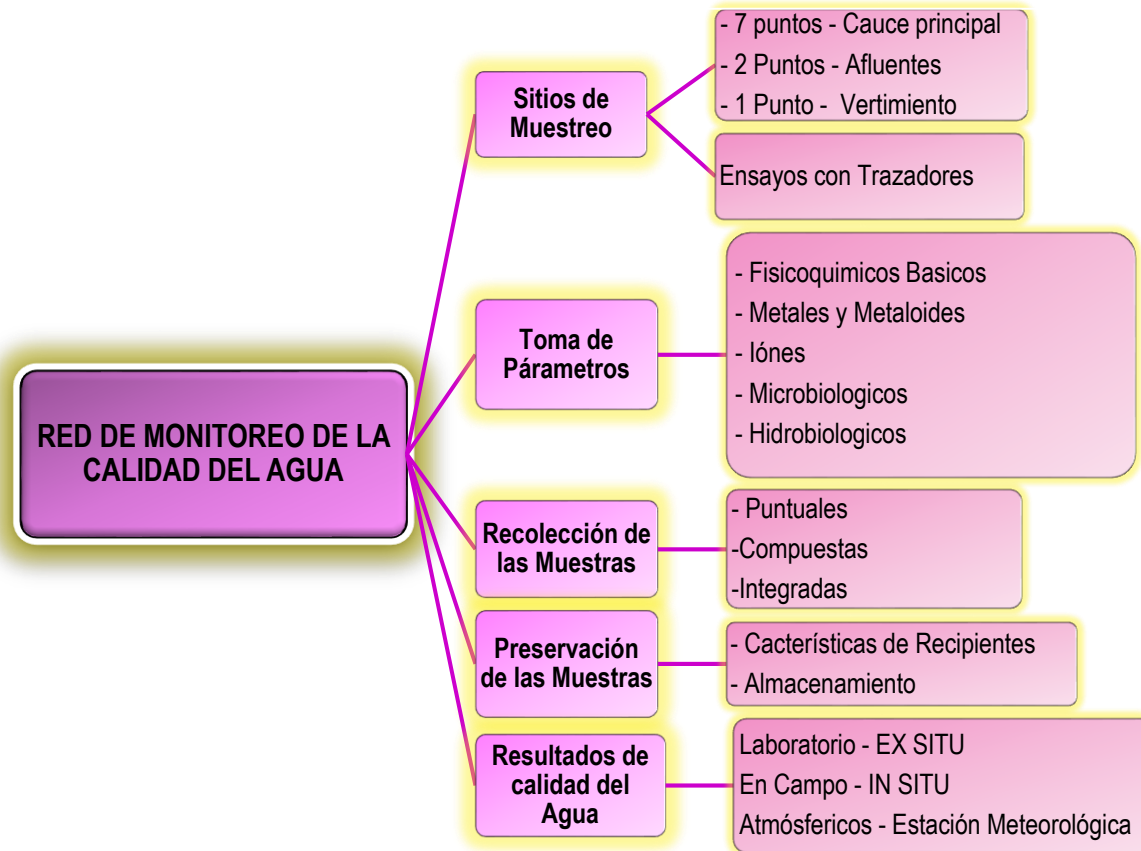 RED DE MONITOREO DE LA
CALIDAD DEL AGUA
Sitios de
Muestreo
- 7 puntos - Cauce principal
- 2 Puntos - Afluentes
- 1 Punto - Vertimiento
Ensayos con Trazadores
Toma de
Párametros
- Fisicoquimicos Basicos
- Metales y Metaloides
- Iónes
- Microbiologicos
- Hidrobiologicos
Recolección de
las Muestras
- Puntuales
-Compuestas
-Integradas
Preservación
de las Muestras
- Cacterísticas de Recipientes
- Almacenamiento
Resultados de
calidad del
Agua
Laboratorio - EX SITU
En Campo - IN SITU
Atmósfericos - Estación Meteorológica